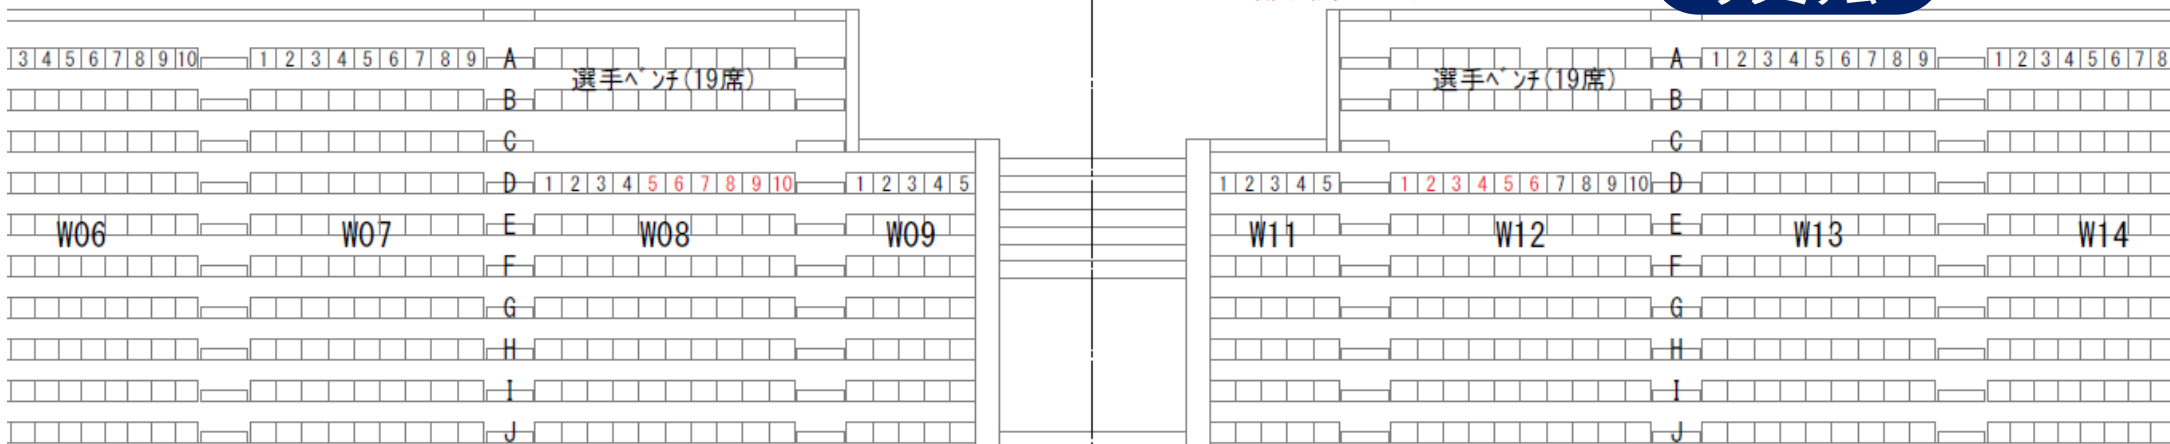 3 4 5 6 7 8 9 10 1 2 3 4 5 6 7 8 9 A A 1 2 3 4 5 6 7 8 9 1 2 3 4 5 6 7 8
選手ベンチ(19席) 選手ベンチ(19席)
B B
C C
D 1 2 3 4 5 6 7 8 9 10 1 2 3 4 5 1 2 3 4 5 1 2 3 4 5 6 7 8 9 10 D
E E
W06 W07 W08 W09 W11 W12 W13 W14
F F
G G
H H
I I
J J